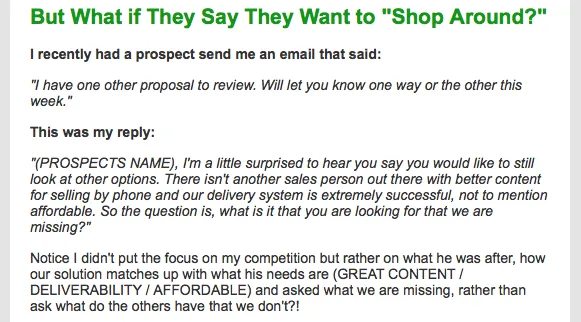 But What if They Say They Want to "Shop Around?"
I recently had a prospect send me an email that said:
"I have one other proposal to review. Will let you know one way or the other this
week."
This was my reply:
"(PROSPECTS NAME), I'm a little surprised to hear you say you would like to still
look at other options. There isn't another sales person out there with better content
for selling by phone and our delivery system is extremely successful, not to mention
affordable. So the question is, what is it that you are looking for that we are
missing?"
Notice I didn't put the focus on my competition but rather on what he was after, how
our solution matches up with what his needs are (GREAT CONTENT /
DELIVERABILITY / AFFORDABLE) and asked what we are missing, rather than
ask what do the others have that we don't?!